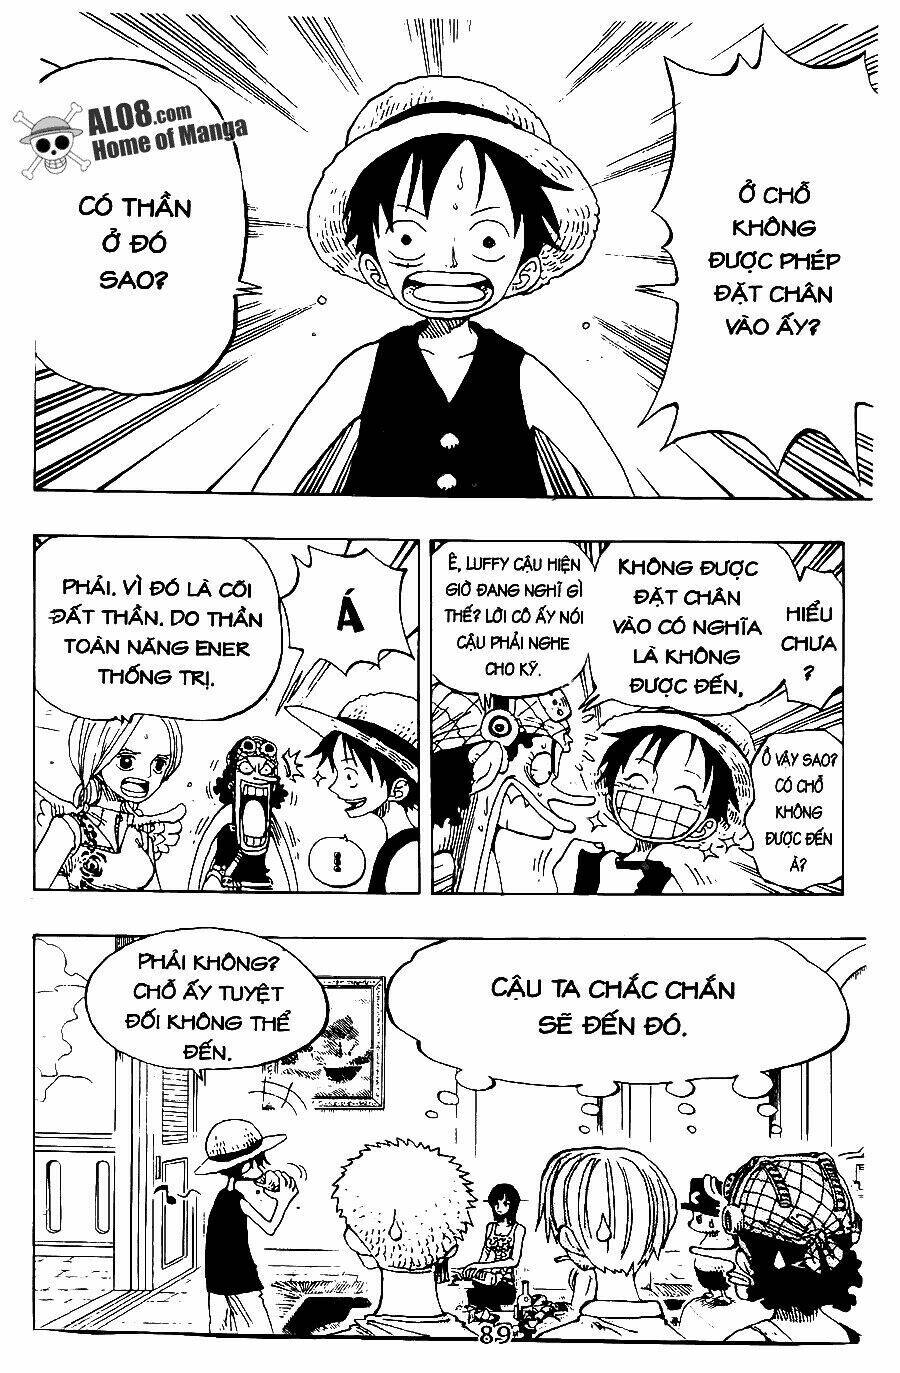 AL08.com
Home of Manga
CÓ THẦN
Ở ĐÓ
SAO?
Ở CHỖ
KHÔNG
ĐƯỢC PHÉP
ĐẶT CHÂN
VÀO ẤY?
PHẢI. VÌ ĐÓ LÀ CÕI
ĐẤT THẦN. DO THẦN
TOÀN NĂNG ENER
THỐNG TRỊ.
Á
!!
Ê, LUFFY CẬU HIỆN
GIỜ ĐANG NGHĨ GÌ
THẾ? LỜI CÔ ẤY NÓI
CẬU PHẢI NGHE
CHO KỸ.
KHÔNG ĐƯỢC
ĐẶT CHÂN
VÀO CÓ NGHĨA
LÀ KHÔNG
ĐƯỢC ĐẾN,
HIỂU
CHƯA
?
Ồ VẬY SAO?
CÓ CHỖ
KHÔNG
ĐƯỢC ĐẾN
À?
PHẢI KHÔNG?
CHỖ ẤY TUYỆT
ĐỐI KHÔNG THỂ
ĐẾN.
CẬU TA CHẮC CHẮN
SẼ ĐẾN ĐÓ.
89